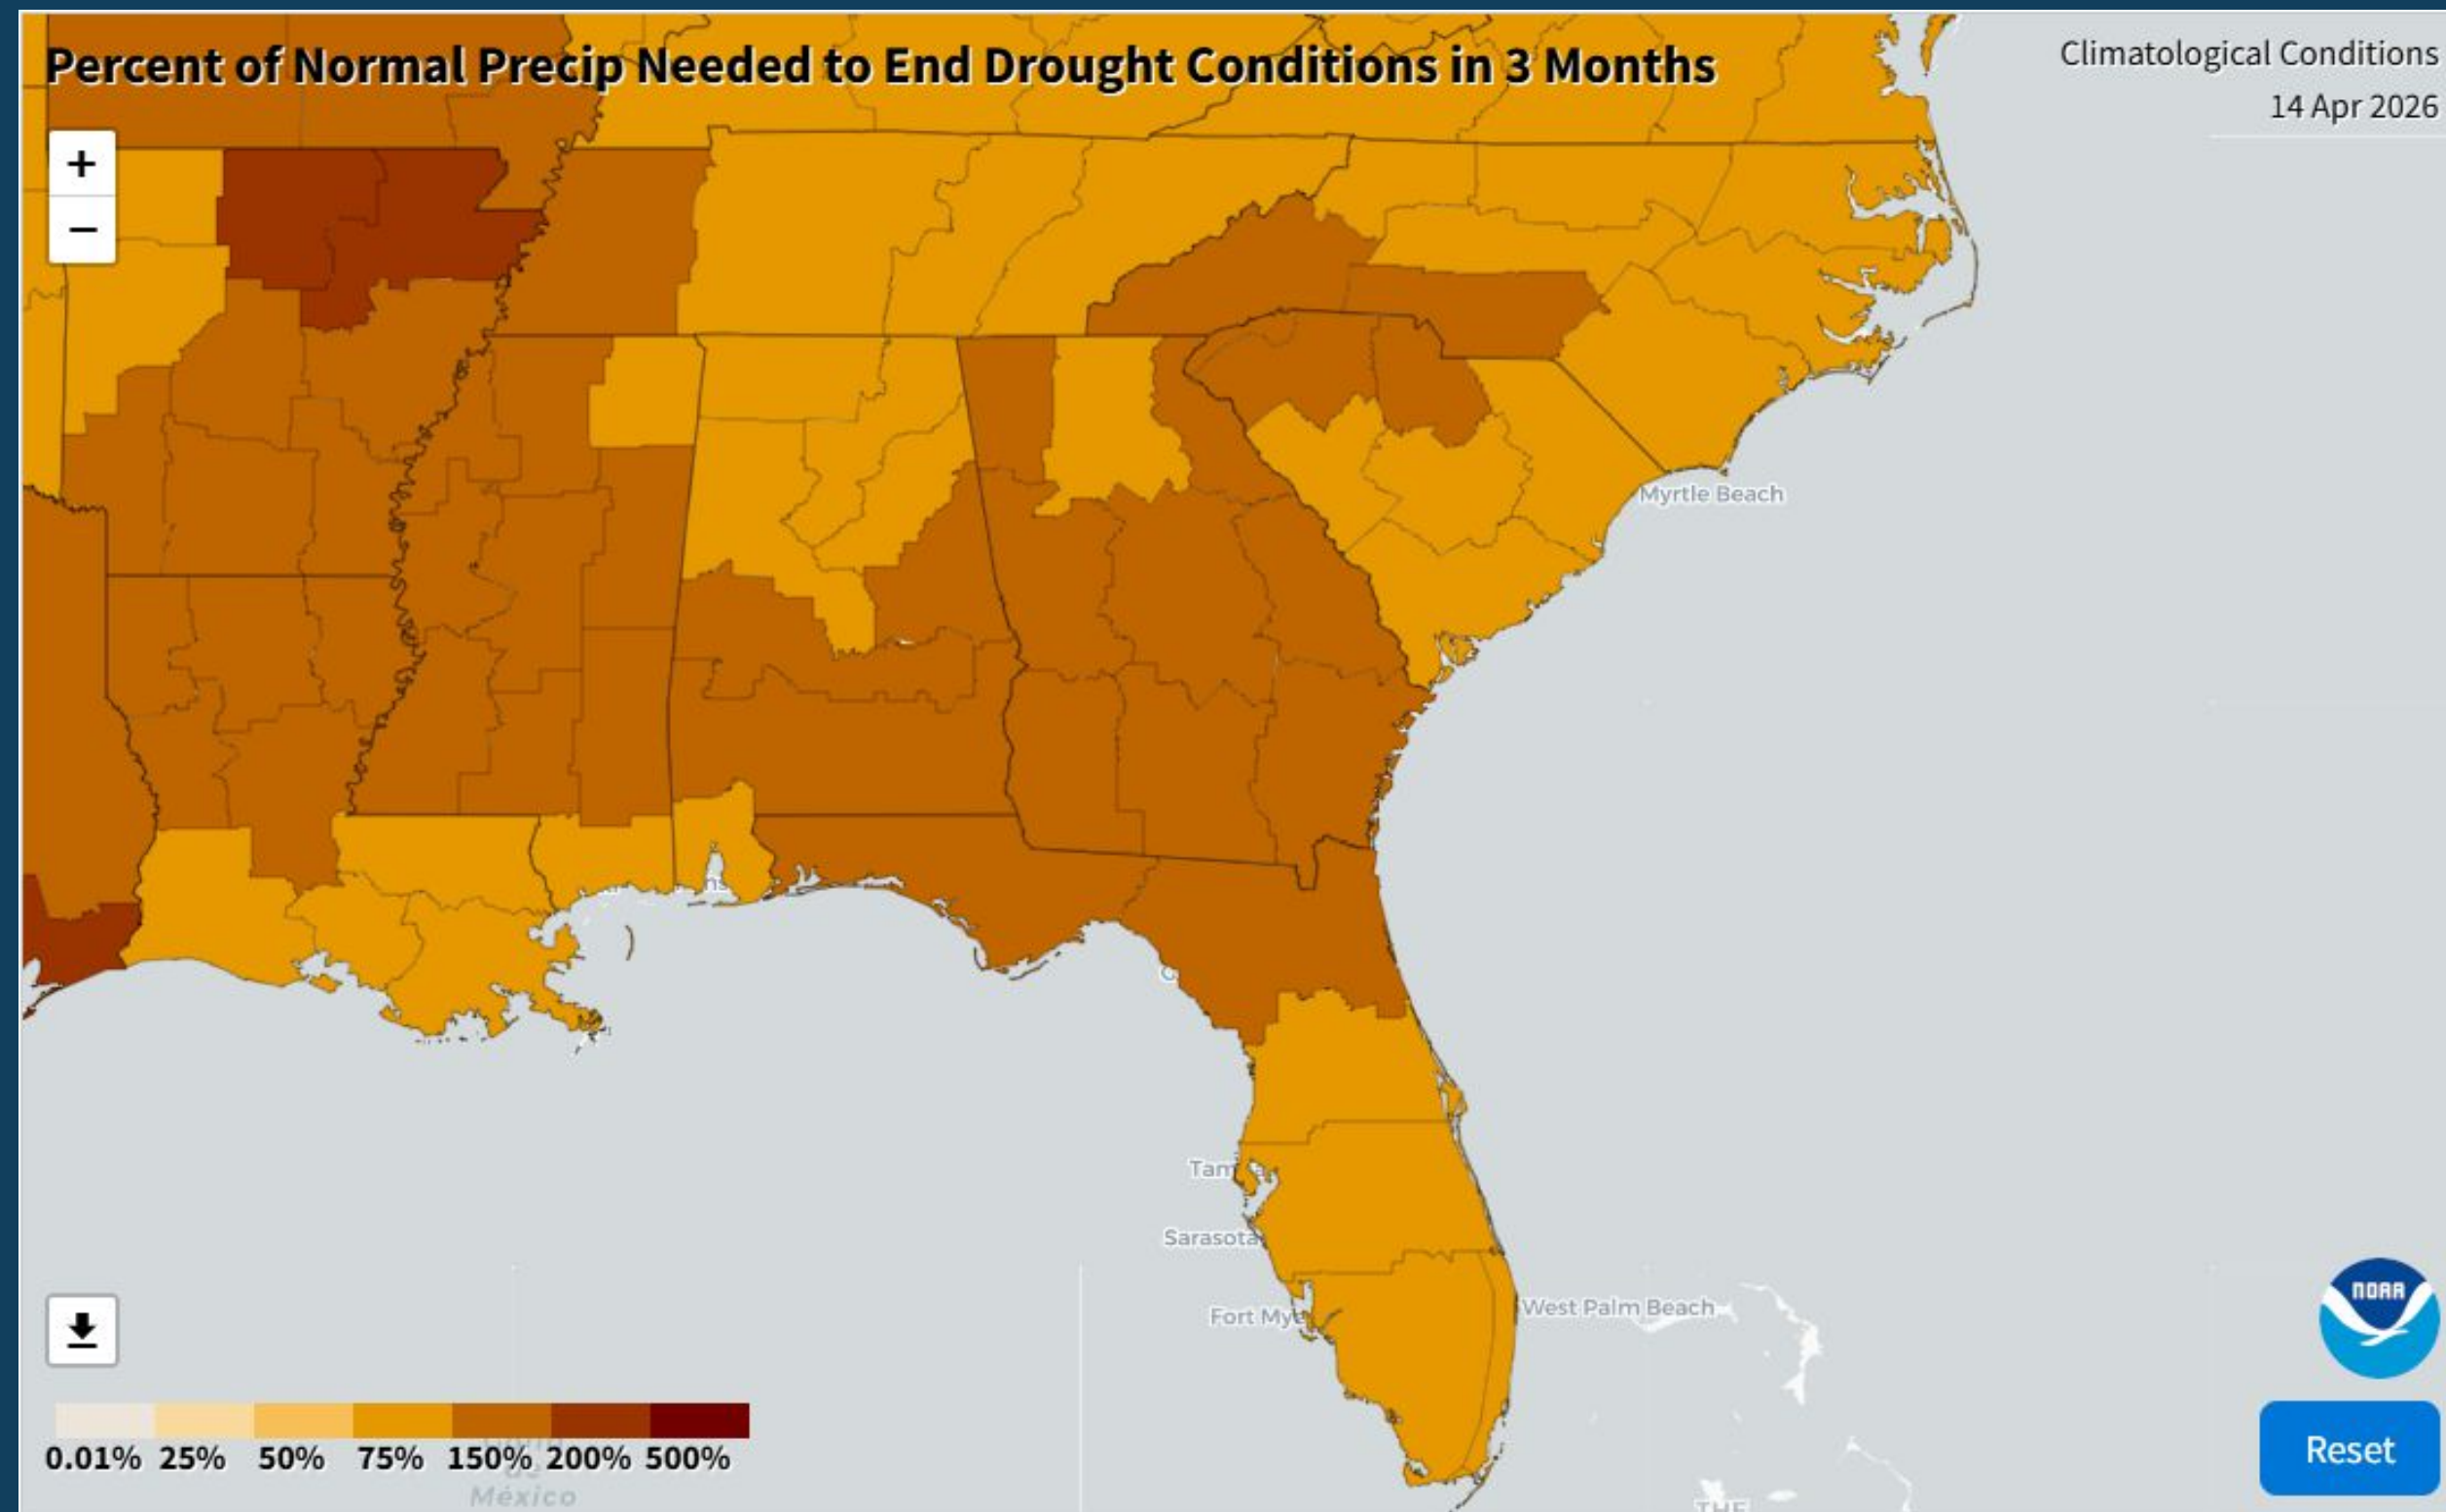 Percent of Normal Precip Needed to End Drought Conditions in 3 Months
Climatological Conditions
14 Apr 2026
+
−
Myrtle Beach
Sarasota
West Palm Beach
NOAA
0.01% 25% 50% 75% 150% 200% 500%
México
THE
Reset